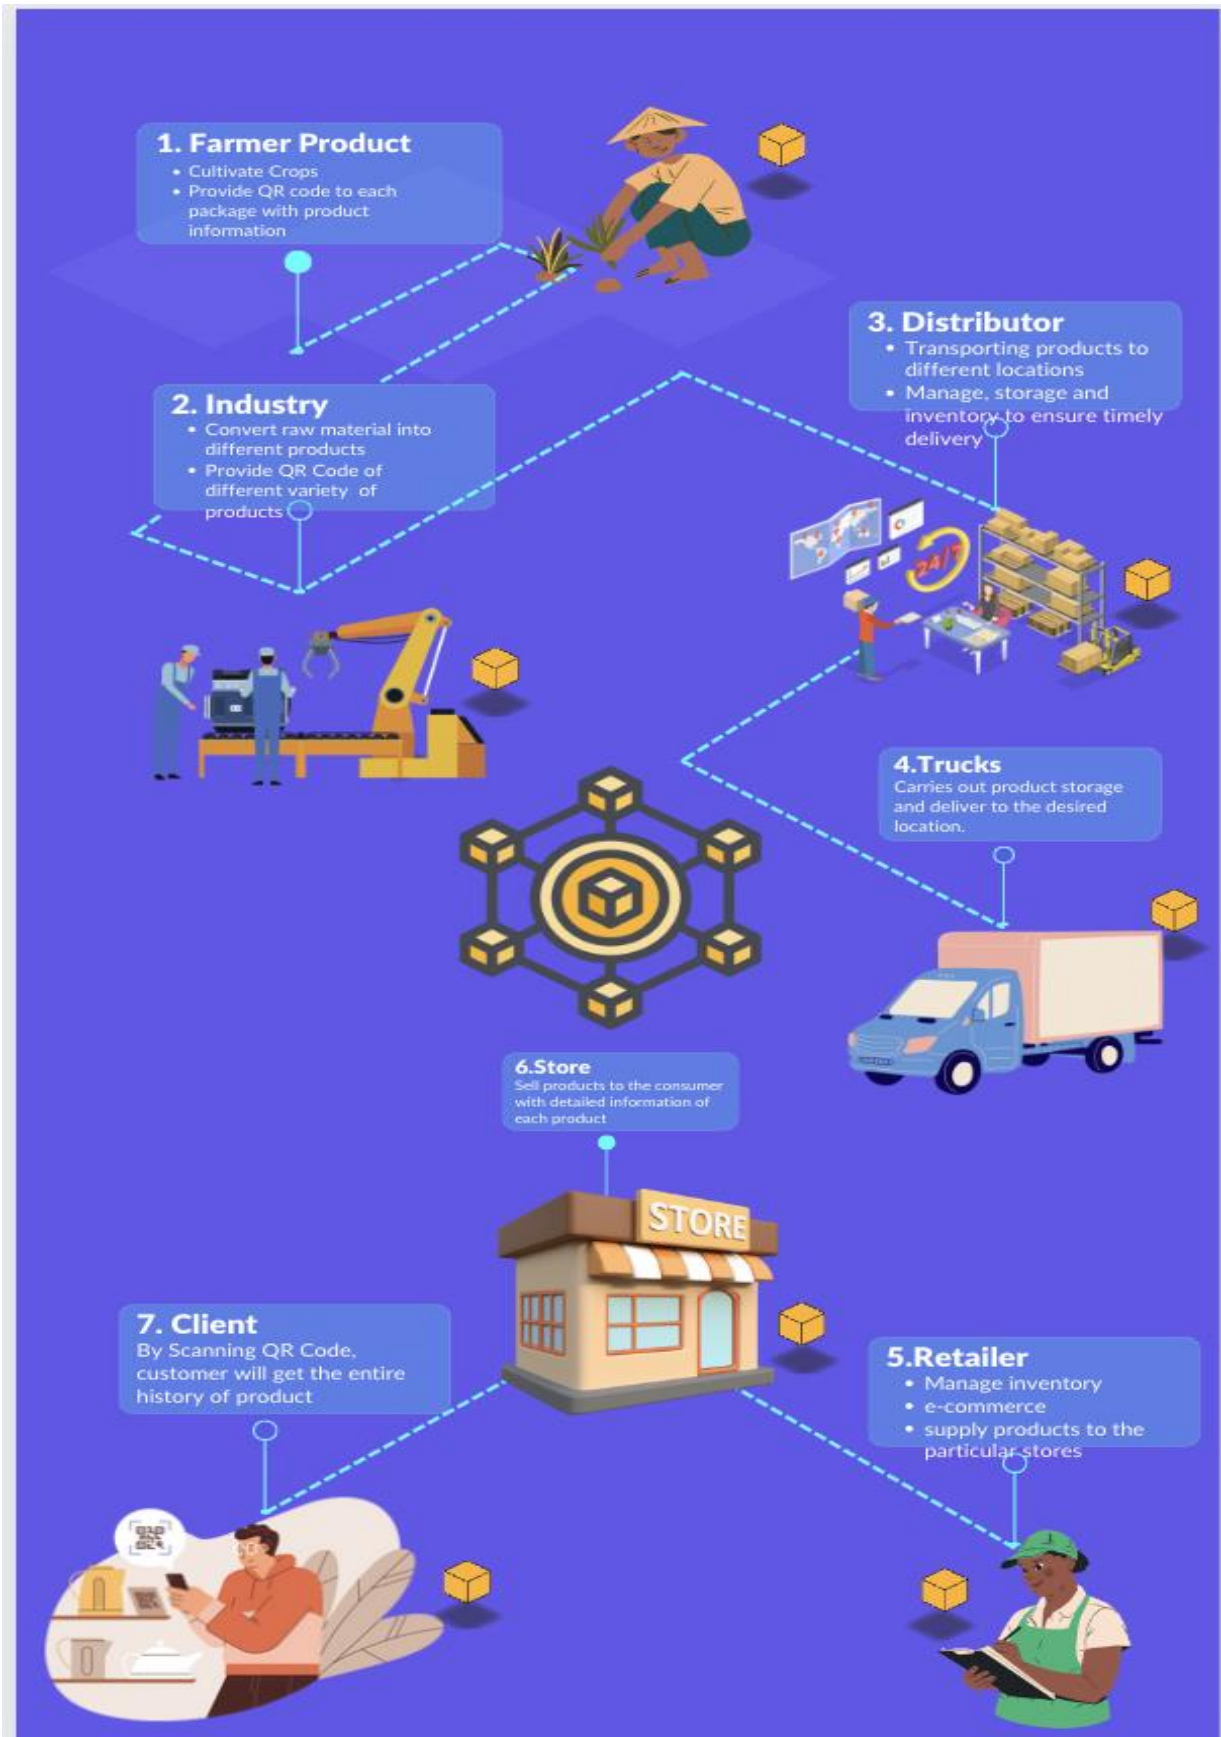 1. Farmer Product
• Cultivate Crops
• Provide QR code to each
package with product
information
2. Industry
• Convert raw material into
different products
• Provide QR Code of
different variety of
products
3. Distributor
• Transporting products to
different locations
• Manage, storage and
inventory to ensure timely
delivery
24/7
4.Trucks
Carries out product storage
and deliver to the desired
location.
5.Retailer
• Manage inventory
• e-commerce
• supply products to the
particular stores
6.Store
Sell products to the consumer
with detailed information of
each product
STORE
7. Client
By Scanning QR Code,
customer will get the entire
history of product